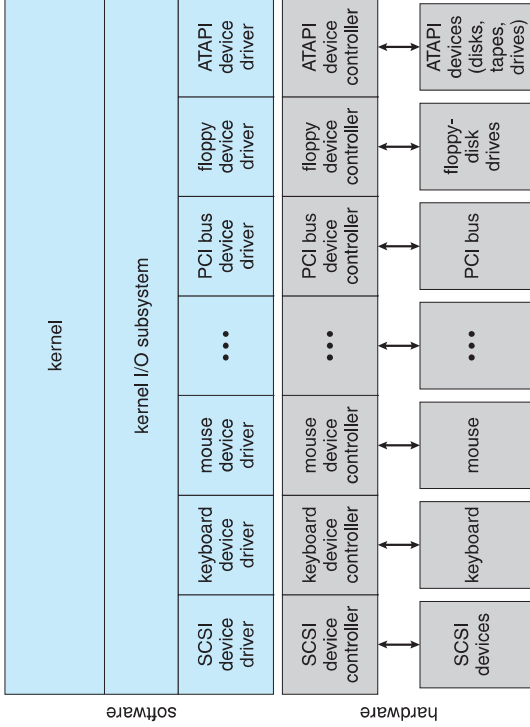 kernel
kernel I/O subsystem
SCSI
device
driver
keyboard
device
driver
mouse
device
driver
•••
PCI bus
device
driver
floppy
device
driver
ATAPI
device
driver
software
SCSI
device
controller
keyboard
device
controller
mouse
device
controller
•••
PCI bus
device
controller
floppy
device
controller
ATAPI
device
controller
hardware
SCSI
devices
keyboard
mouse
•••
PCI bus
floppy-
disk
drives
ATAPI
devices
(disks,
tapes,
drives)